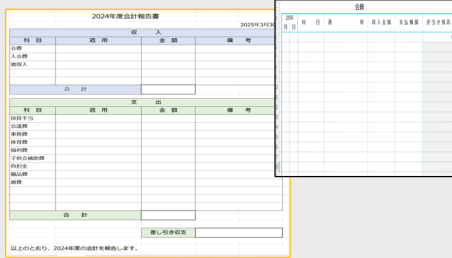 2024年度会計報告書
2025年3月30
収 入
科 目 適 用 金 額 備 考
会費
入会費
雑収入
合 計
支 出
科 目 適 用 金 額 備 考
役員手当
会議費
事務費
体育費
福利費
子供会補助費
負担金
備品費
雑費
合 計
差し引き収支
以上のとおり、2024年度の会計を報告します。
会計
25年
月 日 科 目 摘 要 収入金額 支払金額 差引き残高